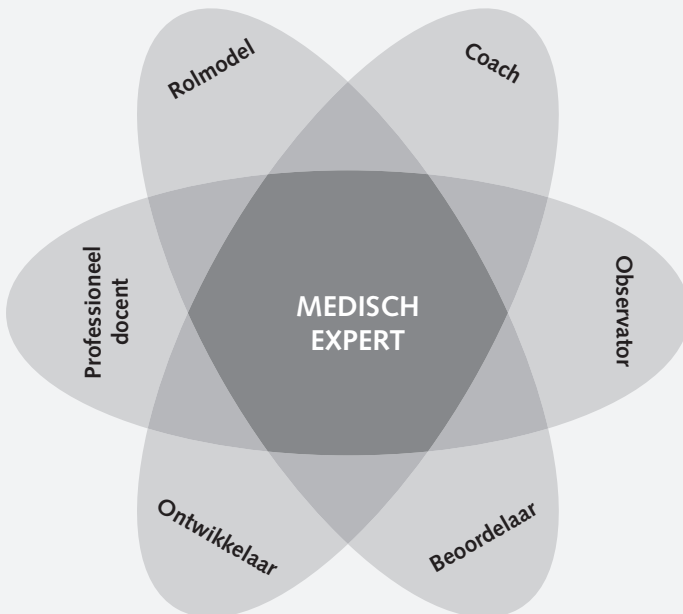 Rolmodel
Coach
Professioneel
docent
MEDISCH
EXPERT
Observator
Ontwikkelaar
Beoordelaar